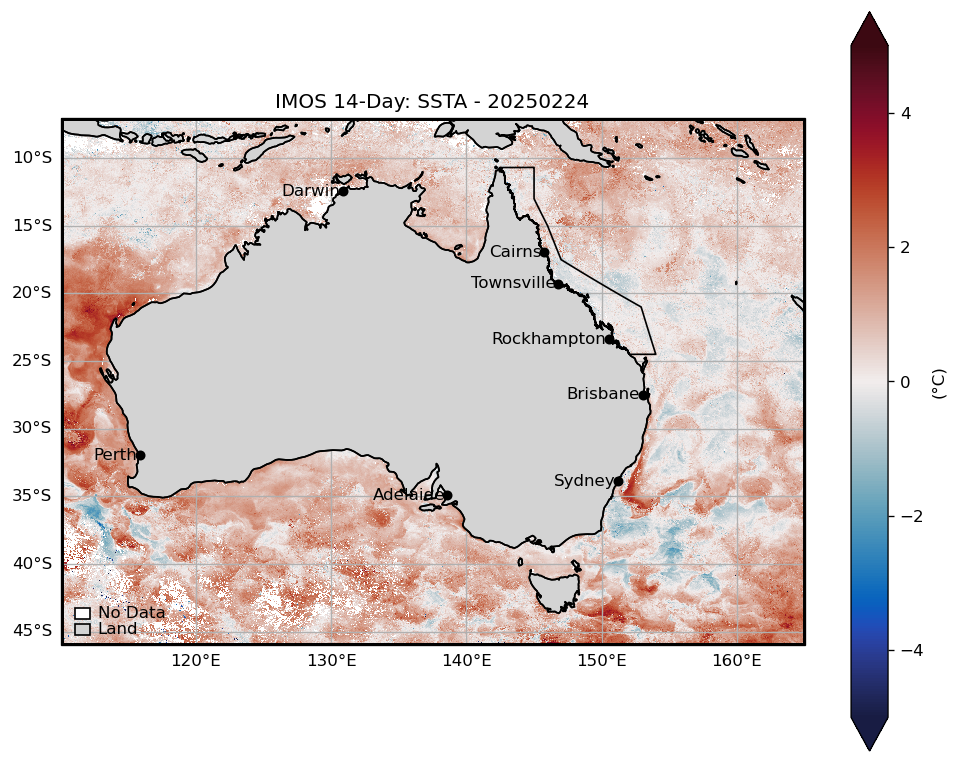 IMOS 14-Day: SSTA - 20250224
10°S
15°S
20°S
25°S
30°S
35°S
40°S
45°S
120°E
130°E
140°E
150°E
160°E
Darwin
Cairns
Townsville
Rockhampton
Brisbane
Perth
Sydney
Adelaide
No Data
Land
4
2
0
−2
−4
(°C)